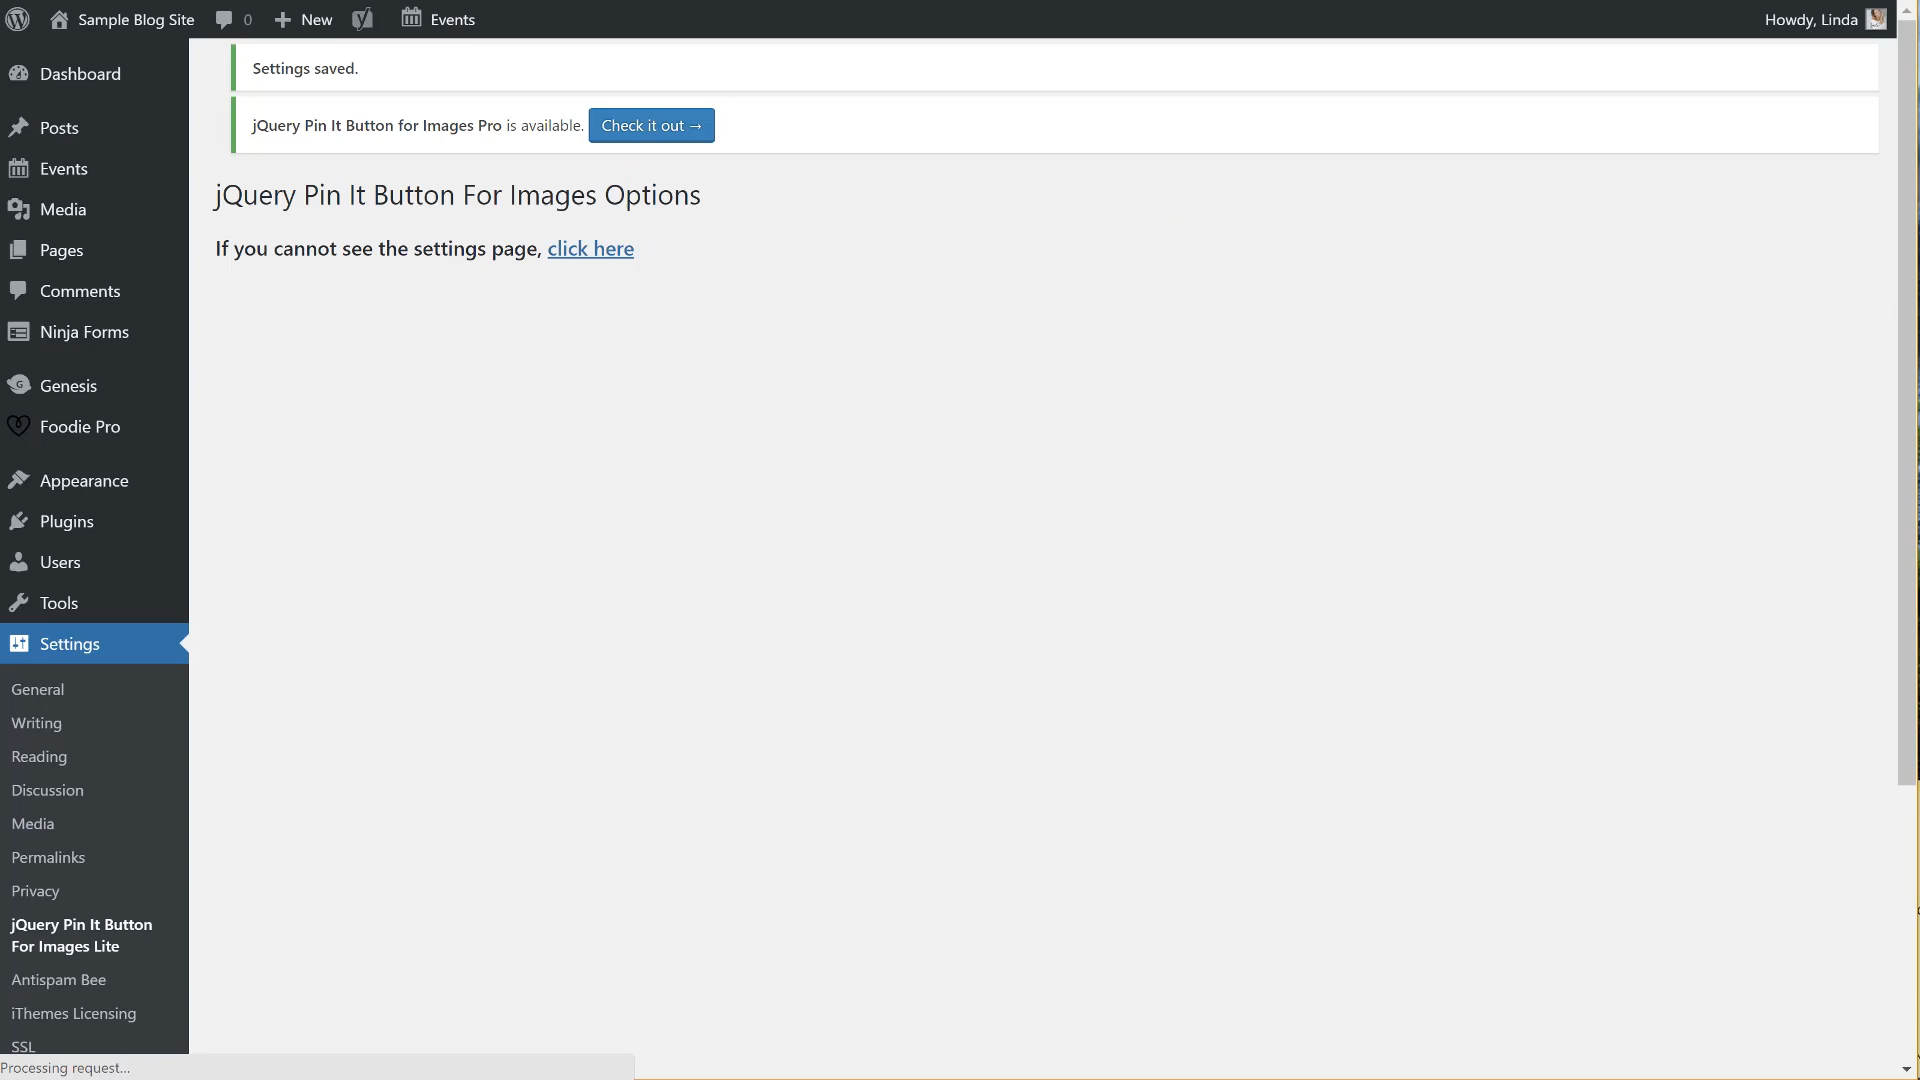 Sample Blog Site 0 New Events Howdy, Linda
Dashboard
Posts
Events
Media
Pages
Comments
Ninja Forms
Genesis
Foodie Pro
Appearance
Plugins
Users
Tools
Settings
General
Writing
Reading
Discussion
Media
Permalinks
Privacy
jQuery Pin It Button
For Images Lite
Antispam Bee
iThemes Licensing
SSL
Processing request...
Settings saved.
jQuery Pin It Button for Images Pro is available. Check it out →
jQuery Pin It Button For Images Options
If you cannot see the settings page, click here